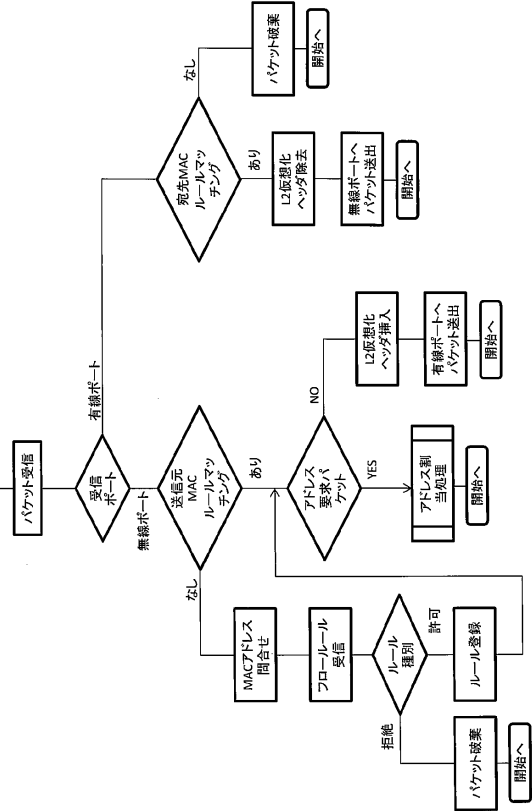 パケット受信
受信
ポート
有線ポート
無線ポート
宛先MAC
ルールマッ
チング
なし
パケット破棄
開始へ
あり
L2仮想化
ヘッダ除去
無線ポートへ
パケット送出
開始へ
送信元
MAC
ルールマッ
チング
あり
なし
アドレス
要求パ
ケット
NO
L2仮想化
ヘッダ挿入
有線ポートへ
パケット送出
開始へ
YES
アドレス割
当処理
開始へ
MACアドレス
問合せ
フロールール
受信
ルール
種別
許可
ルール登録
拒絶
パケット破棄
開始へ